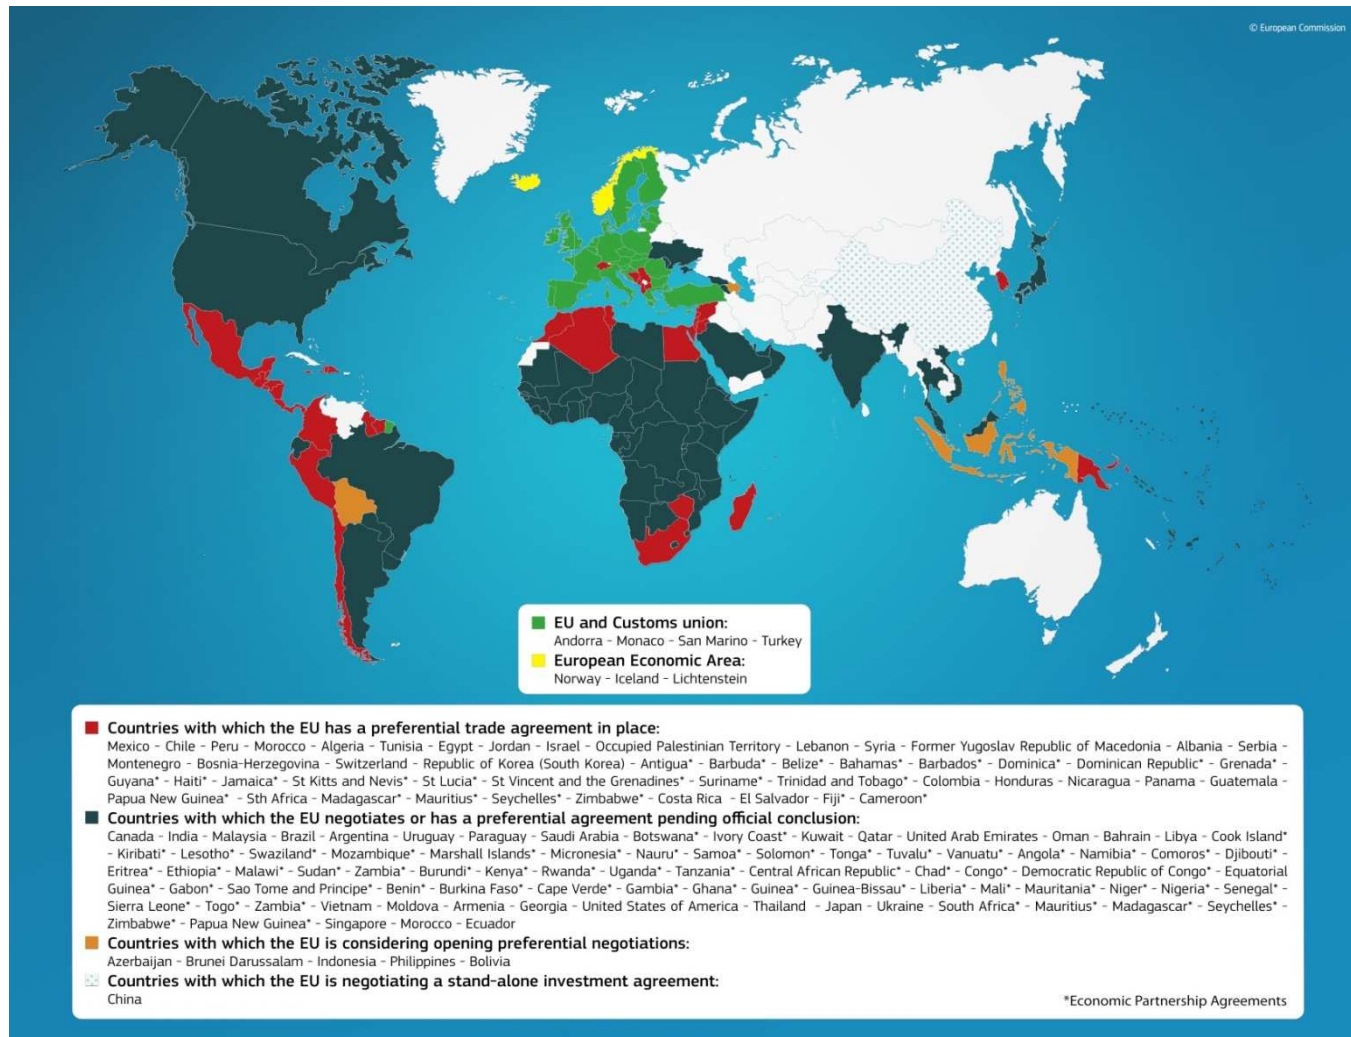 © European Commission
EU and Customs union:
Andorra - Monaco - San Marino - Turkey
European Economic Area:
Norway - Iceland - Lichtenstein
Countries with which the EU has a preferential trade agreement in place:
Mexico - Chile - Peru - Morocco - Algeria - Tunisia - Egypt - Jordan - Israel - Occupied Palestinian Territory - Lebanon - Syria - Former Yugoslav Republic of Macedonia - Albania - Serbia -
Montenegro - Bosnia-Herzegovina - Switzerland - Republic of Korea (South Korea) - Antigua* - Barbuda* - Belize* - Bahamas* - Barbados* - Dominica* - Dominican Republic* - Grenada* -
Guyana* - Haiti* - Jamaica* - St Kitts and Nevis* - St Lucia* - St Vincent and the Grenadines* - Suriname* - Trinidad and Tobago* - Colombia - Honduras - Nicaragua - Panama - Guatemala -
Papua New Guinea* - Sth Africa - Madagascar* - Mauritius* - Seychelles* - Zimbabwe* - Costa Rica - El Salvador - Fiji* - Cameroon*
Countries with which the EU negotiates or has a preferential agreement pending official conclusion:
Canada - India - Malaysia - Brazil - Argentina - Uruguay - Paraguay - Saudi Arabia - Botswana* - Ivory Coast* - Kuwait - Qatar - United Arab Emirates - Oman - Bahrain - Libya - Cook Island*
- Kiribati* - Lesotho* - Swaziland* - Mozambique* - Marshall Islands* - Micronesia* - Nauru* - Samoa* - Solomon* - Tonga* - Tuvalu* - Vanuatu* - Angola* - Namibia* - Comoros* - Djibouti* -
Eritrea* - Ethiopia* - Malawi* - Sudan* - Zambia* - Burundi* - Kenya* - Rwanda* - Uganda* - Tanzania* - Central African Republic* - Chad* - Congo* - Democratic Republic of Congo* - Equatorial
Guinea* - Gabon* - Sao Tome and Principe* - Benin* - Burkina Faso* - Cape Verde* - Gambia* - Ghana* - Guinea* - Guinea-Bissau* - Liberia* - Mali* - Mauritania* - Niger* - Nigeria* - Senegal* -
Sierra Leone* - Togo* - Zambia* - Vietnam - Moldova - Armenia - Georgia - United States of America - Thailand - Japan - Ukraine - South Africa* - Mauritius* - Madagascar* - Seychelles* -
Zimbabwe* - Papua New Guinea* - Singapore - Morocco - Ecuador
Countries with which the EU is considering opening preferential negotiations:
Azerbaijan - Brunei Darussalam - Indonesia - Philippines - Bolivia
Countries with which the EU is negotiating a stand-alone investment agreement:
China
*Economic Partnership Agreements